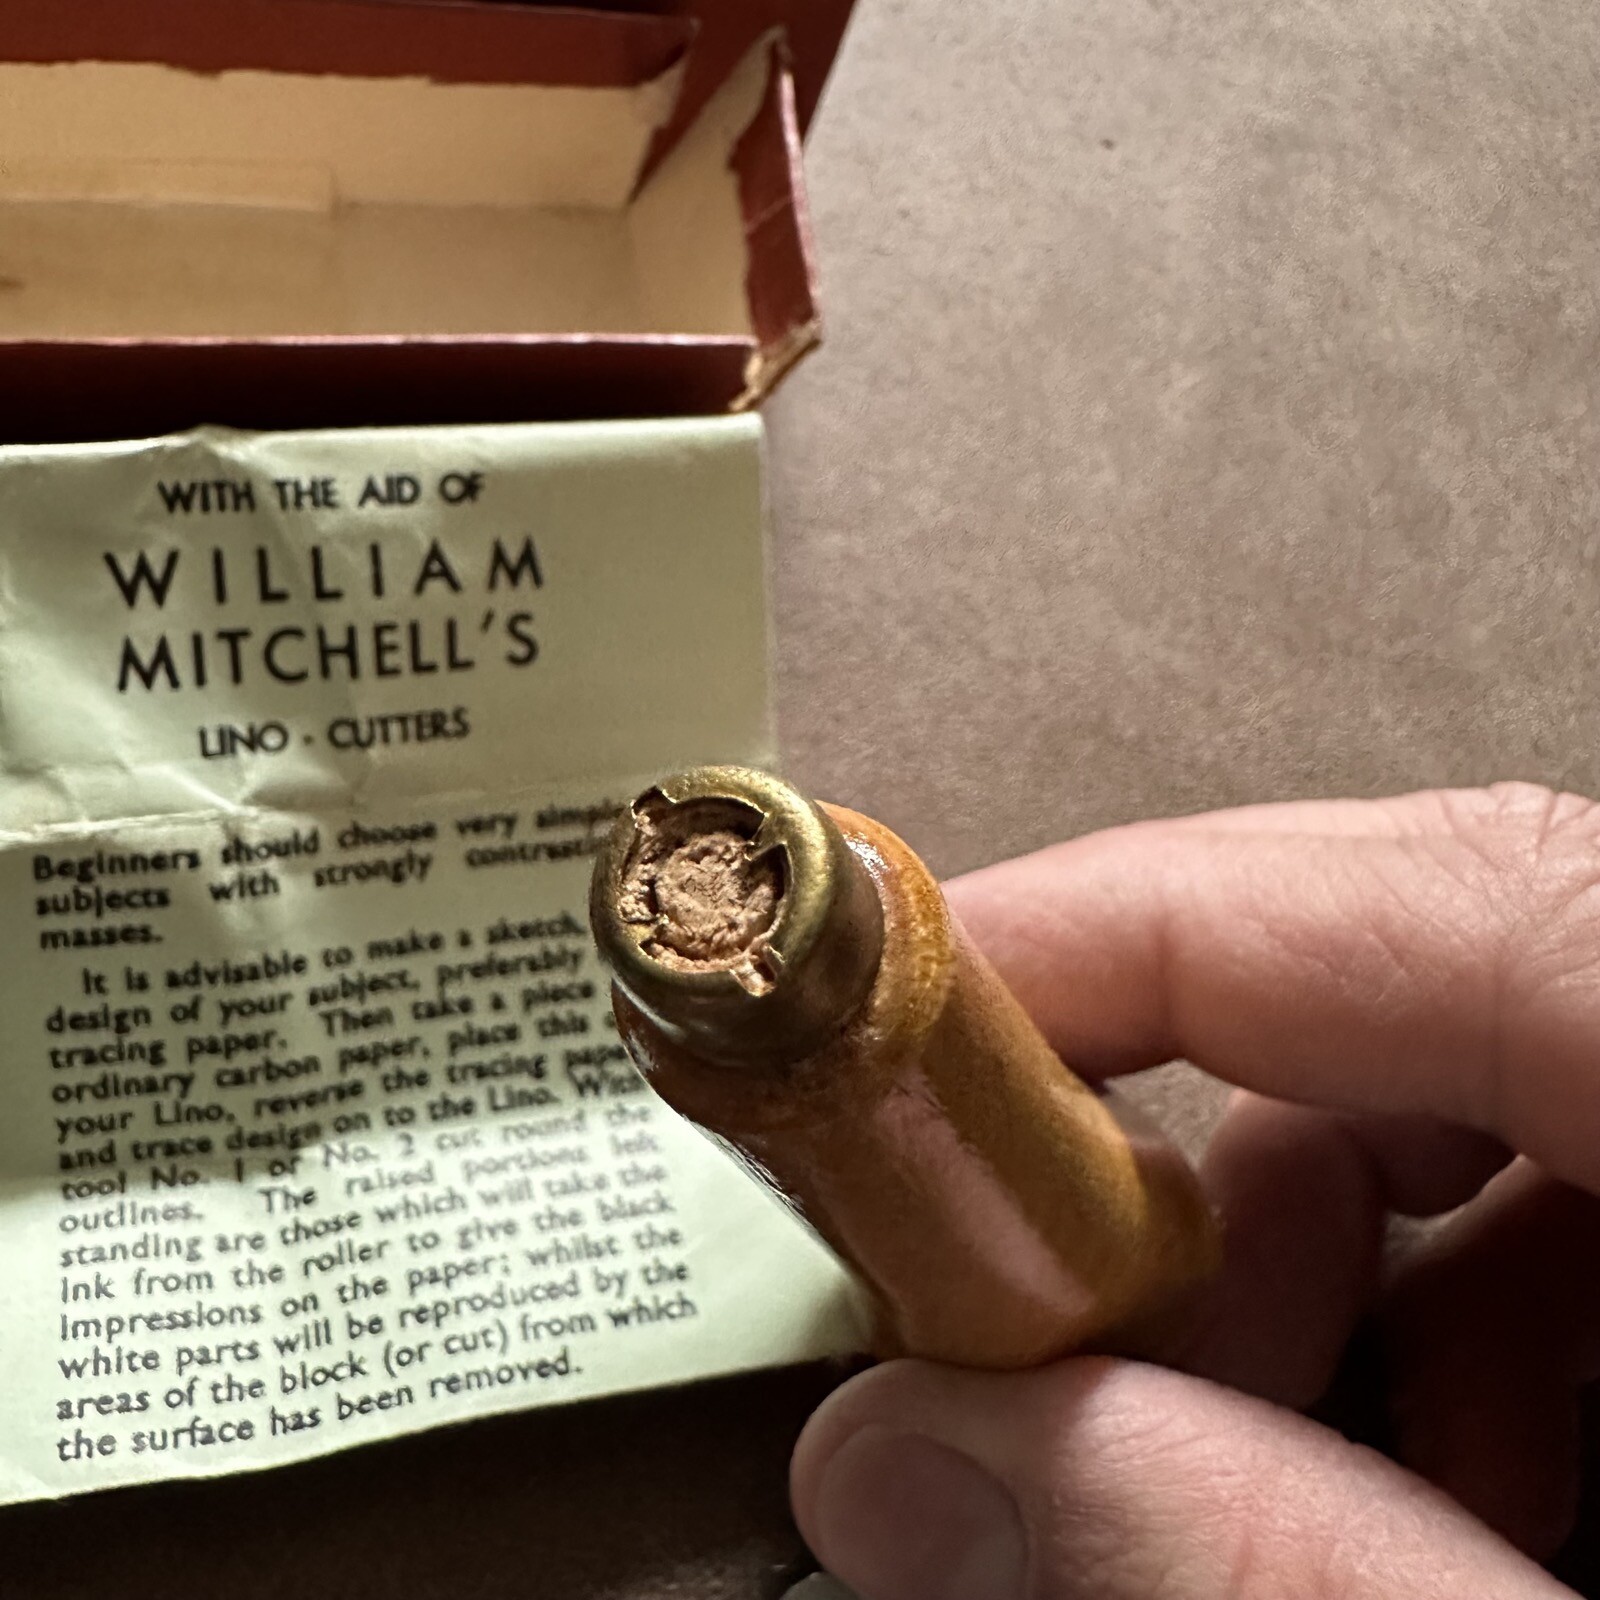 WITH THE AID OF
WILLIAM
MITCHELL'S
LINO - CUTTERS
Beginners should choose very
subjects with strongly
masses.
It is advisable to make a sketch,
design of your subject, preferably
tracing paper. Then take a piece
ordinary carbon paper, place this
your Lino, reverse the tracing
and trace design on to the Lino. With
tool No. 1 or No. 2 cut round the
outlines. The raised portions left
standing are those which will take the
ink from the roller to give the black
impressions on the paper; whilst the
white parts will be reproduced by the
areas of the block (or cut) from which
the surface has been removed.